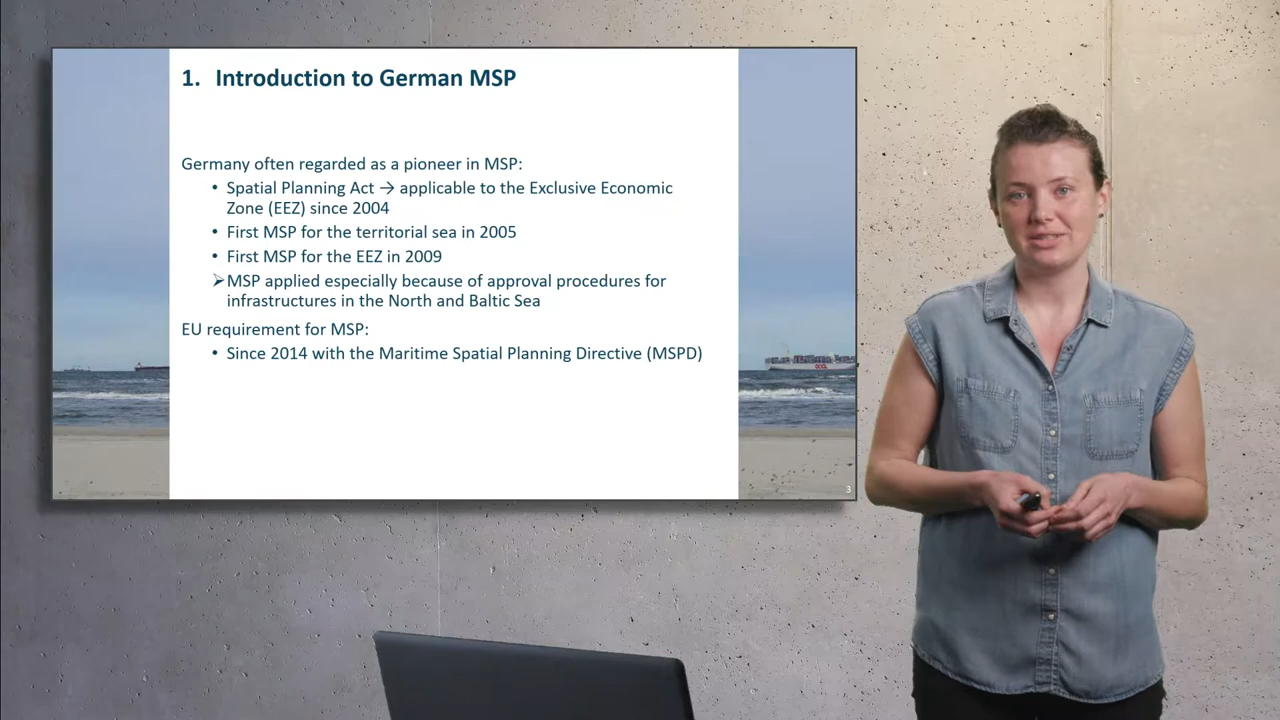 1. Introduction to German MSP
Germany often regarded as a pioneer in MSP:
• Spatial Planning Act → applicable to the Exclusive Economic
Zone (EEZ) since 2004
• First MSP for the territorial sea in 2005
• First MSP for the EEZ in 2009
➢MSP applied especially because of approval procedures for
infrastructures in the North and Baltic Sea
EU requirement for MSP:
• Since 2014 with the Maritime Spatial Planning Directive (MSPD)
OOCL
3